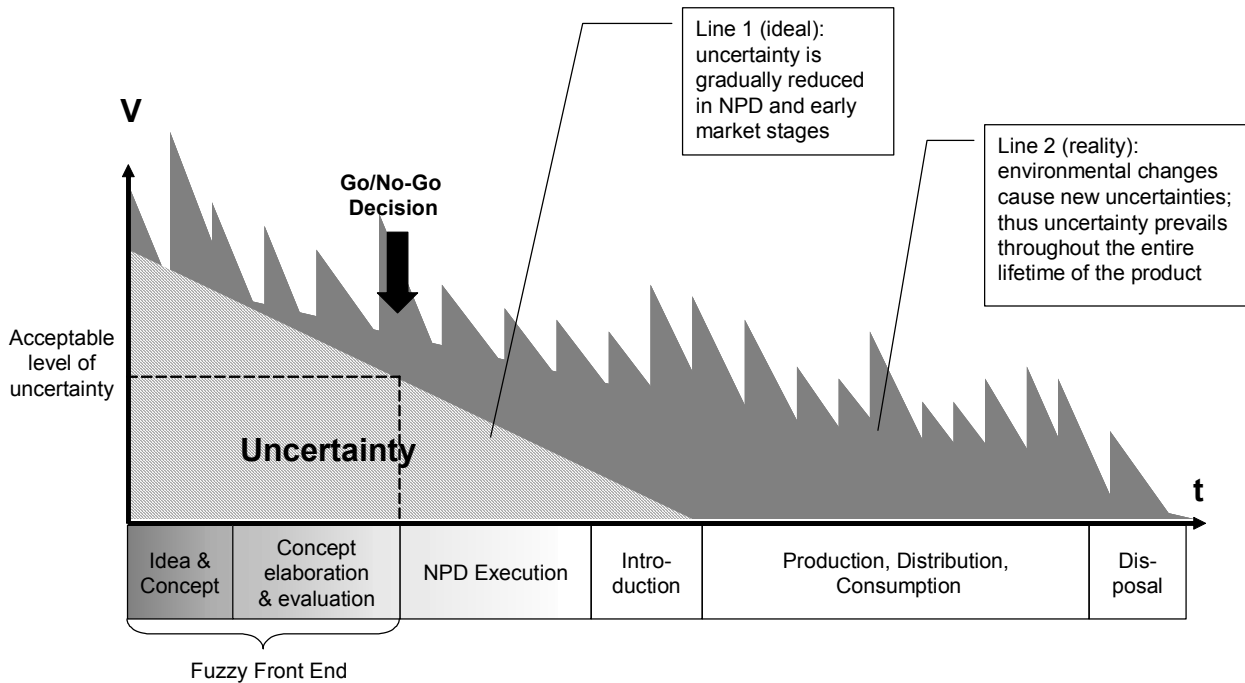 Line 1 (ideal):
uncertainty is
gradually reduced
in NPD and early
market stages
V
Line 2 (reality):
environmental changes
cause new uncertainties;
thus uncertainty prevails
throughout the entire
lifetime of the product
Go/No-Go
Decision
Acceptable
level of
uncertainty
Uncertainty
t
Idea &
Concept
Concept
elaboration
& evaluation
NPD Execution
Intro-
duction
Production, Distribution,
Consumption
Dis-
posal
Fuzzy Front End